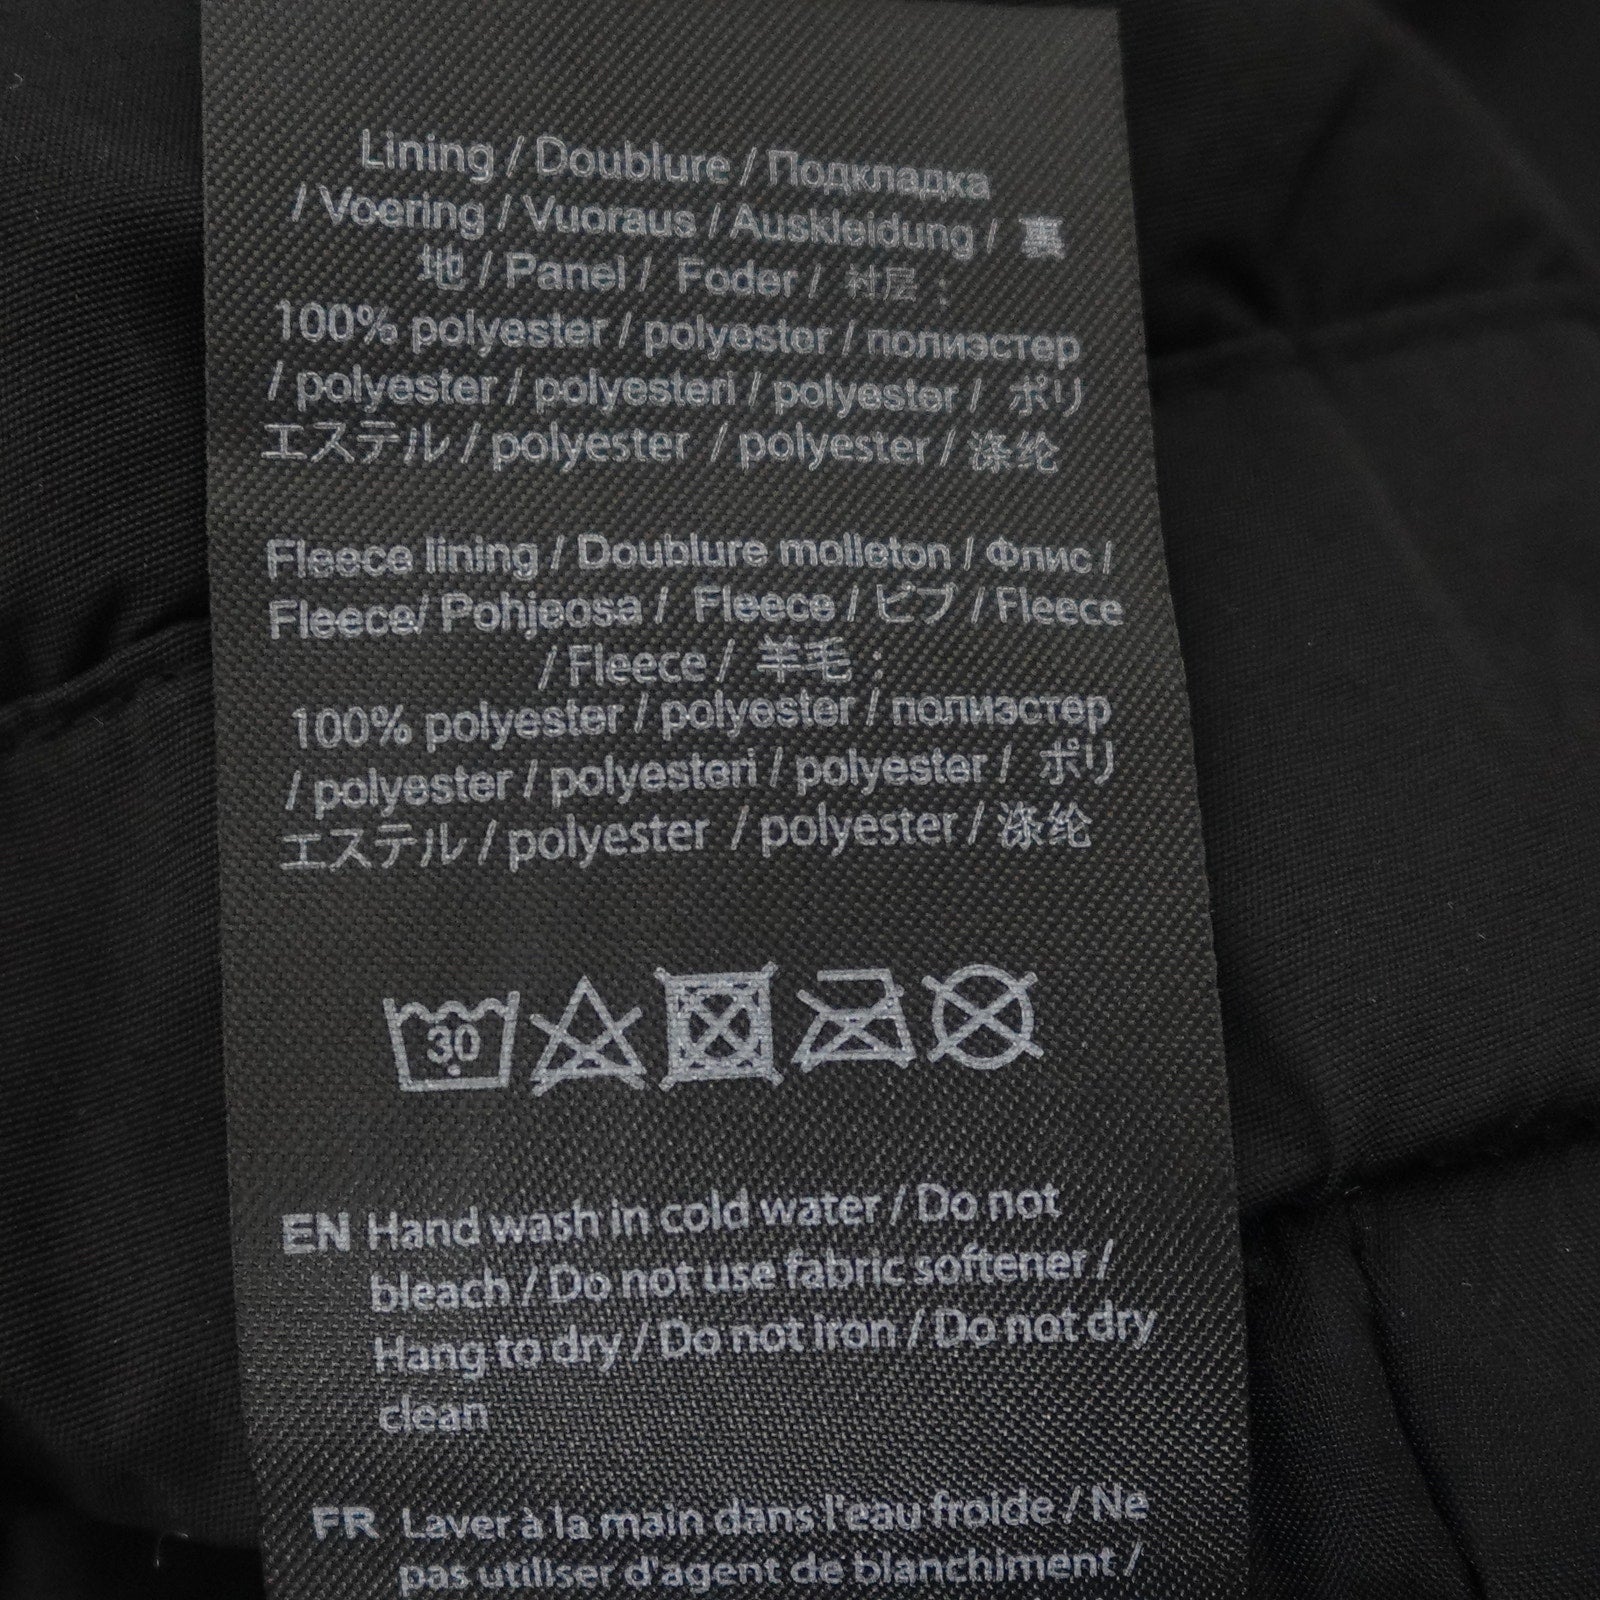 Lining / Doublure / Подкладка
/ Voering / Vuoraus / Auskleidung / 裏
地 / Panel / Foder / 衬层 :
100% polyester / polyester / полиэстер
/ polyester / polyesteri / polyester / ポリ
エステル / polyester / polyester / 涤纶
Fleece lining / Doublure molleton / Флис /
Fleece/ Pohjeosa / Fleece / ビブ / Fleece
/ Fleece / 羊毛 :
100% polyester / polyester / полиэстер
/ polyester / polyesteri / polyester / ポリ
エステル / polyester / polyester / 涤纶
30
EN Hand wash in cold water / Do not
bleach / Do not use fabric softener /
Hang to dry / Do not iron / Do not dry
clean
FR Laver à la main dans l'eau froide / Ne
pas utiliser d'agent de blanchiment /